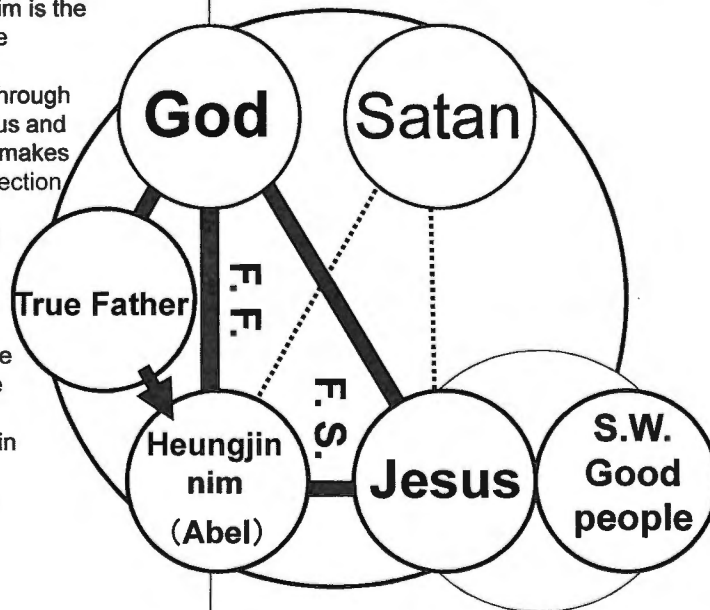 im is the
e
hrough
us and
makes
ection
e
e
in
God
Satan
True Father
F. F.
F. S.
Heungjin
nim
(Abel)
Jesus
S.W.
Good
people